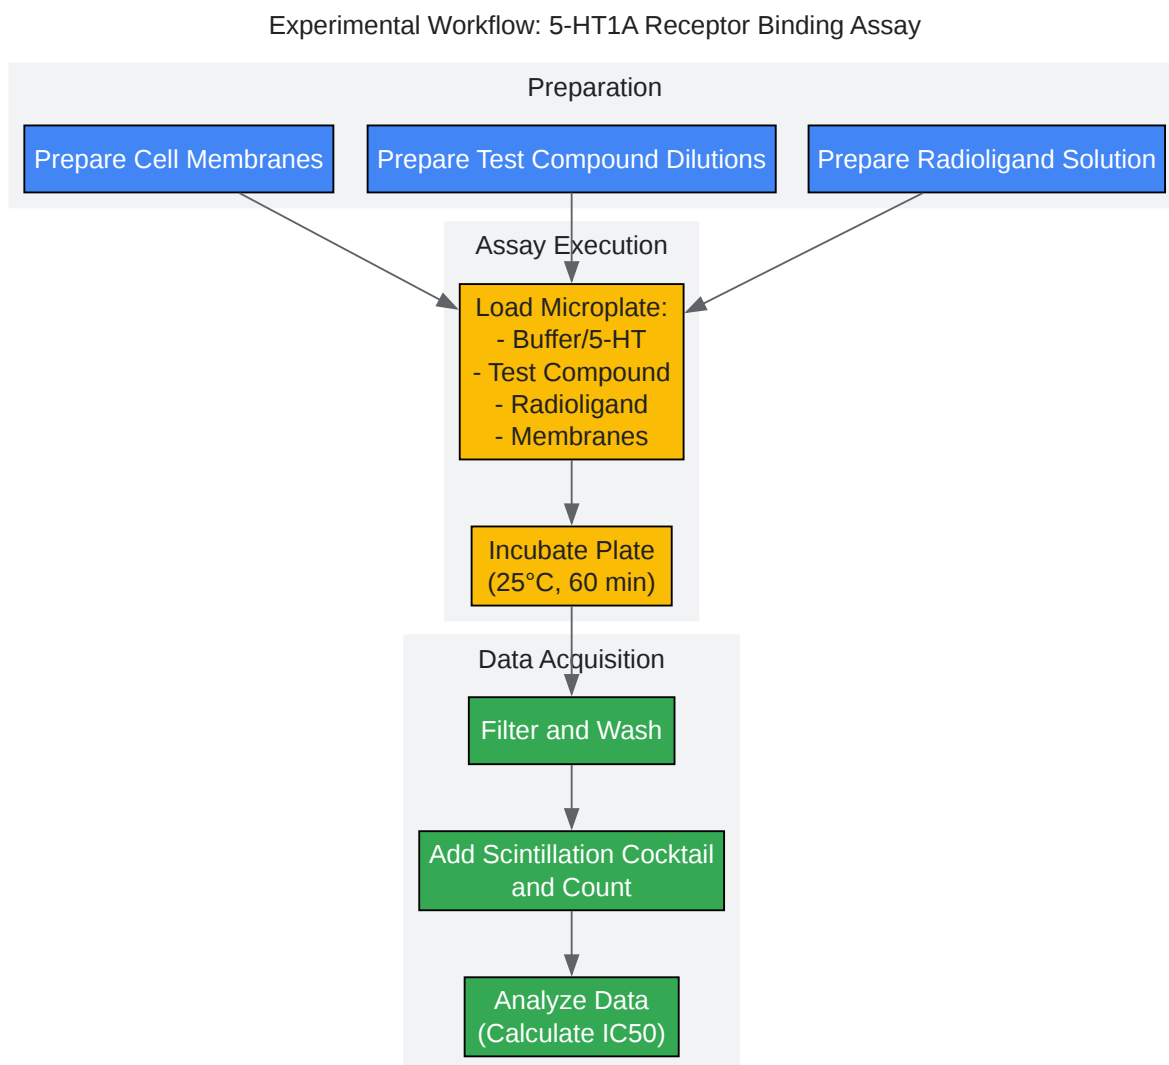 Experimental Workflow: 5-HT1A Receptor Binding Assay
Preparation
Prepare Cell Membranes
Prepare Test Compound Dilutions
Prepare Radioligand Solution
Assay Execution
Load Microplate:
- Buffer/5-HT
- Test Compound
- Radioligand
- Membranes
Incubate Plate
(25°C, 60 min)
Data Acquisition
Filter and Wash
Add Scintillation Cocktail
and Count
Analyze Data
(Calculate IC50)